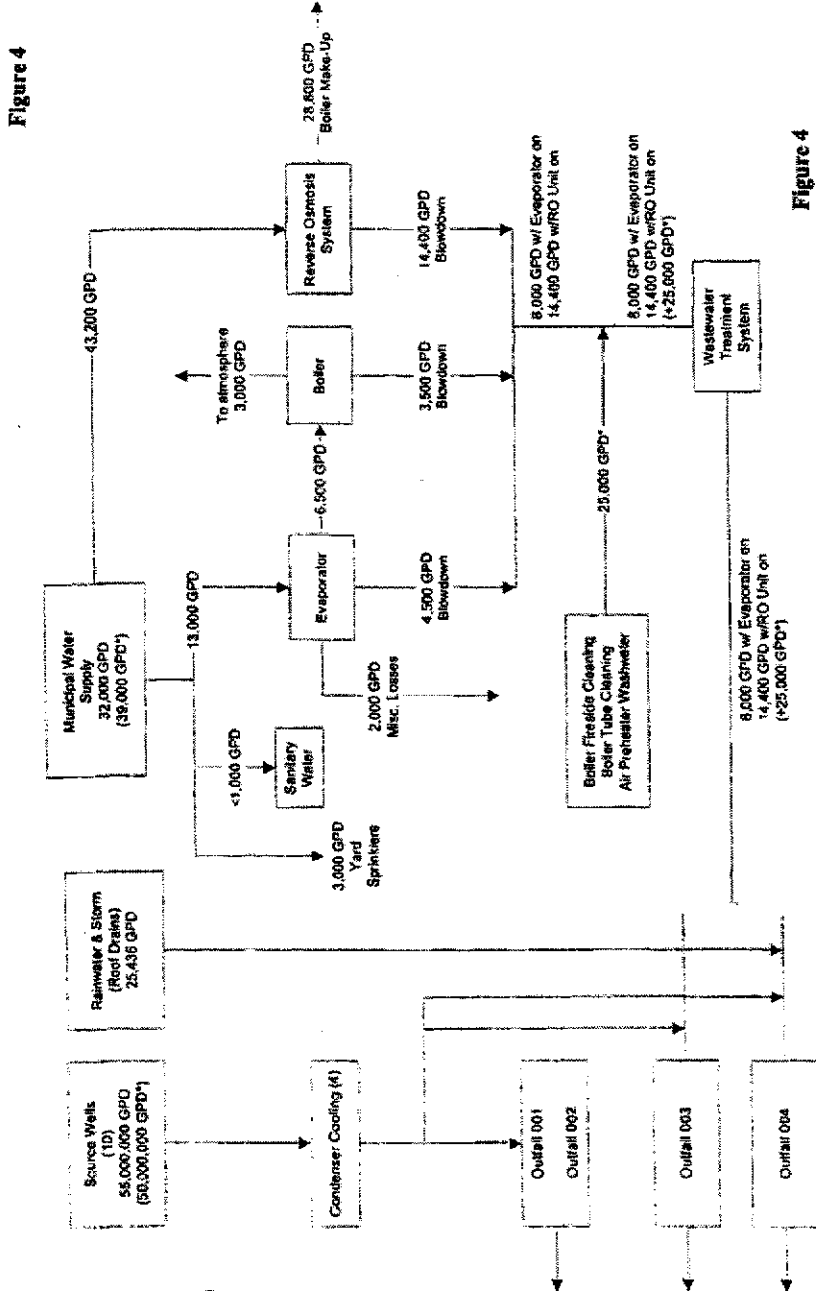 Figure 4
Source Wells
(10)
55,000,000 GPD
(50,000,000 GPD*)
Rainwater & Storm
(Roof Drains)
25,436 GPD
Municipal Water
Supply
32,000 GPD
(39,000 GPD*)
43,200 GPD
13,000 GPD
<1,000 GPD
Sanitary
Water
3,000 GPD
Yard
Sprinklers
Condenser Cooling (4)
To atmosphere
3,000 GPD
Evaporator
6,500 GPD
Boiler
Reverse Osmosis
System
28,800 GPD
Boiler Make-Up
2,000 GPD
Misc. Losses
4,500 GPD
Blowdown
3,500 GPD
Blowdown
14,400 GPD
Blowdown
8,000 GPD w/ Evaporator on
14,400 GPD w/RO Unit on
Boiler Fireside Cleaning
Boiler Tube Cleaning
Air Preheater Washwater
25,000 GPD*
8,000 GPD w/ Evaporator on
14,400 GPD w/RO Unit on
(+25,000 GPD*)
Wastewater
Treatment
System
8,000 GPD w/ Evaporator on
14,400 GPD w/RO Unit on
(+25,000 GPD*)
Outfall 001
Outfall 002
Outfall 003
Outfall 004
Figure 4